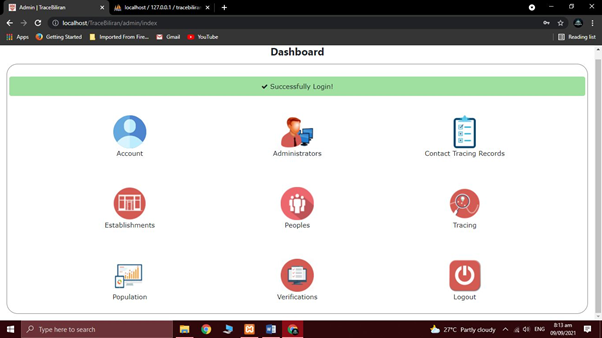 Admin | TraceBiliran
localhost / 127.0.0.1 / tracebiliran
localhost/TraceBiliran/admin/index
Apps Getting Started Imported From Fire... Gmail YouTube Reading list
Dashboard
Successfully Login!
Account Administrators Contact Tracing Records
Establishments Peoples Tracing
Population Verifications Logout
Type here to search 27°C Partly cloudy ENG 8:13 am
09/09/2021